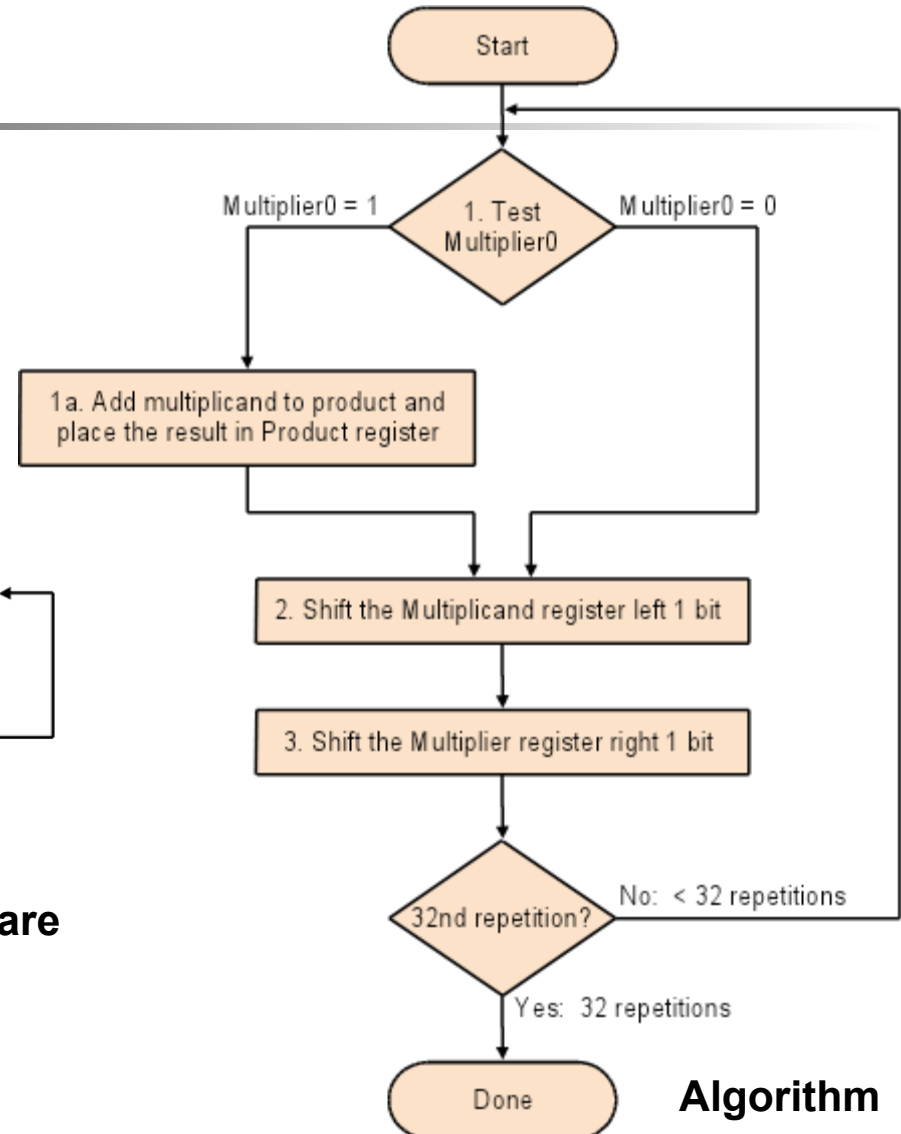 Start
Multiplier0 = 1
1. Test
Multiplier0
Multiplier0 = 0
1a. Add multiplicand to product and
place the result in Product register
2. Shift the Multiplicand register left 1 bit
3. Shift the Multiplier register right 1 bit
32nd repetition?
No: < 32 repetitions
are
Yes: 32 repetitions
Done
Algorithm